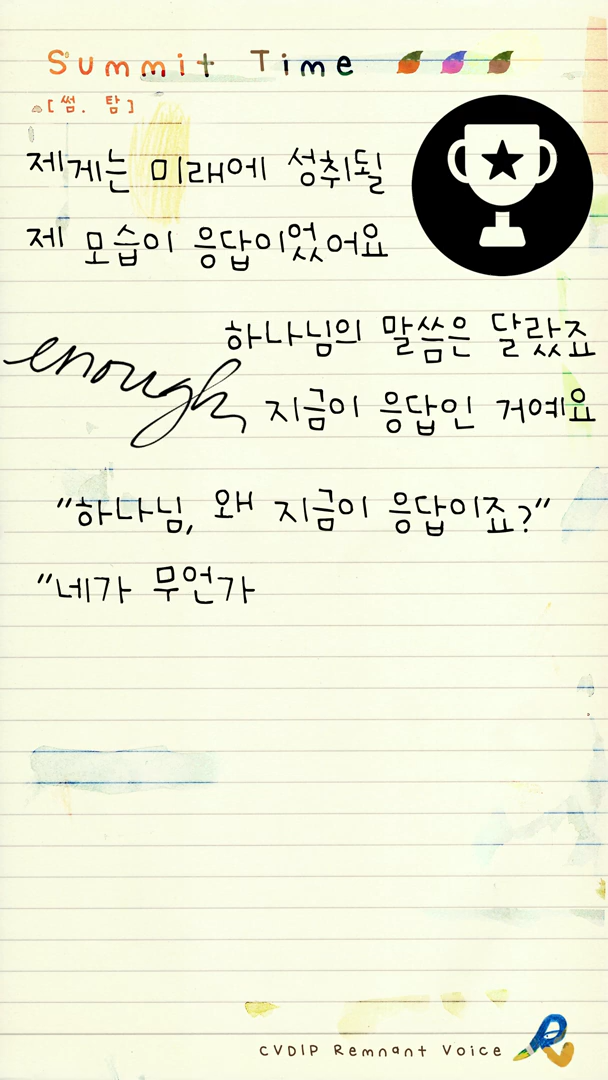 Summit Time
[썸. 탐]
제게는 미래에 성취될
제 모습이 응답이었어요
하나님의 말씀은 달랐죠
enough
지금이 응답인 거예요
"하나님, 왜 지금이 응답이죠?"
"네가 무언가
CVDIP Remnant Voice